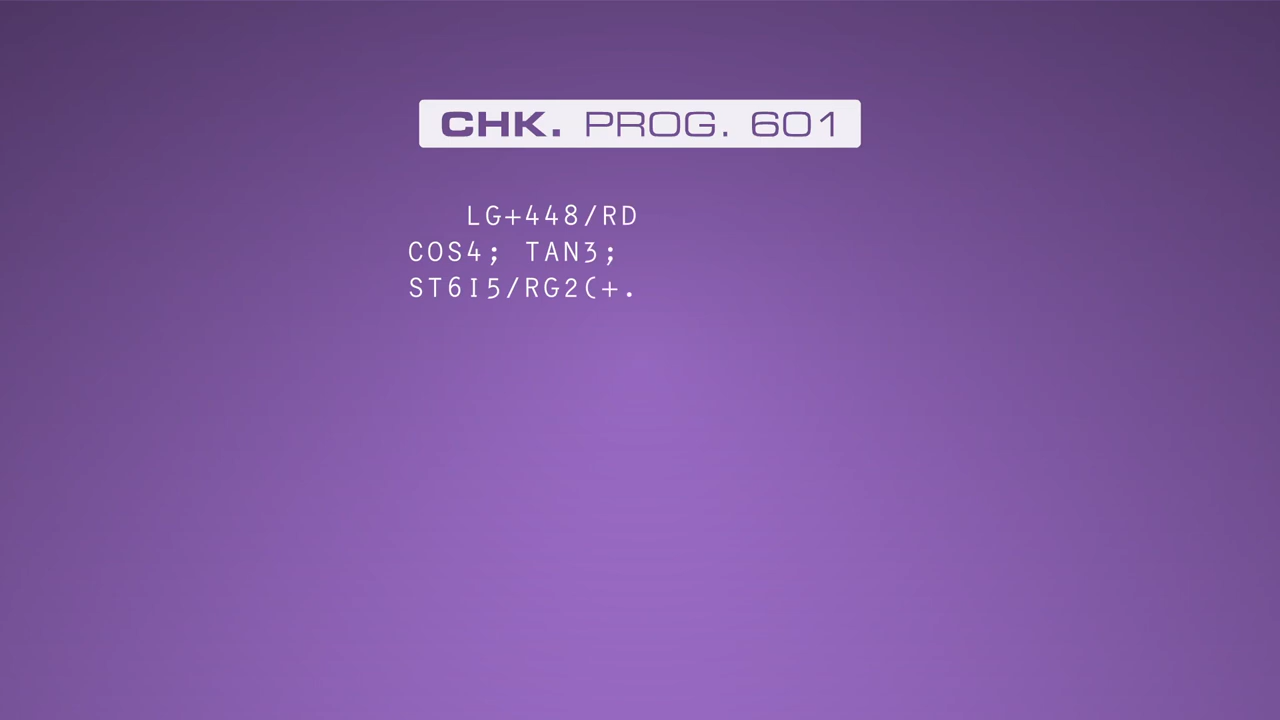 CHK. PROG. 601
LG+448/RD
COS4; TAN3;
ST6I5/RG2(+.